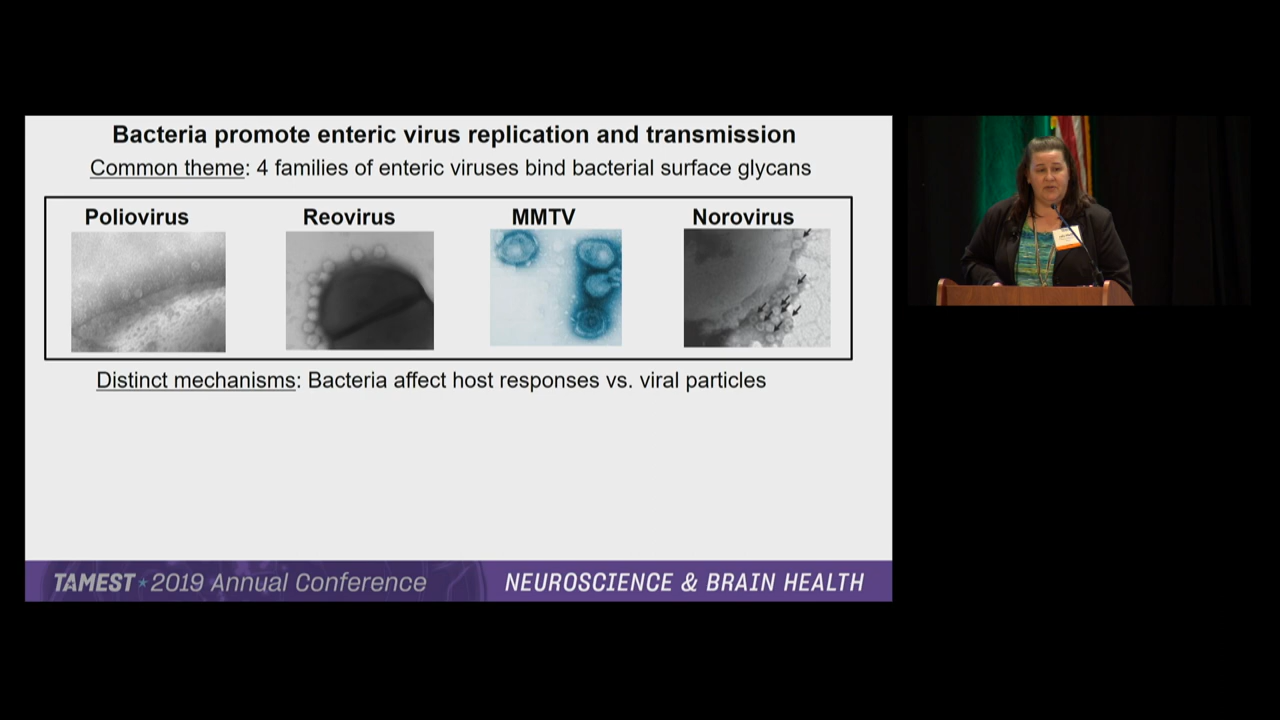 Bacteria promote enteric virus replication and transmission
Common theme: 4 families of enteric viruses bind bacterial surface glycans
Poliovirus Reovirus MMTV Norovirus
Distinct mechanisms: Bacteria affect host responses vs. viral particles
TAMEST★2019 Annual Conference NEUROSCIENCE & BRAIN HEALTH